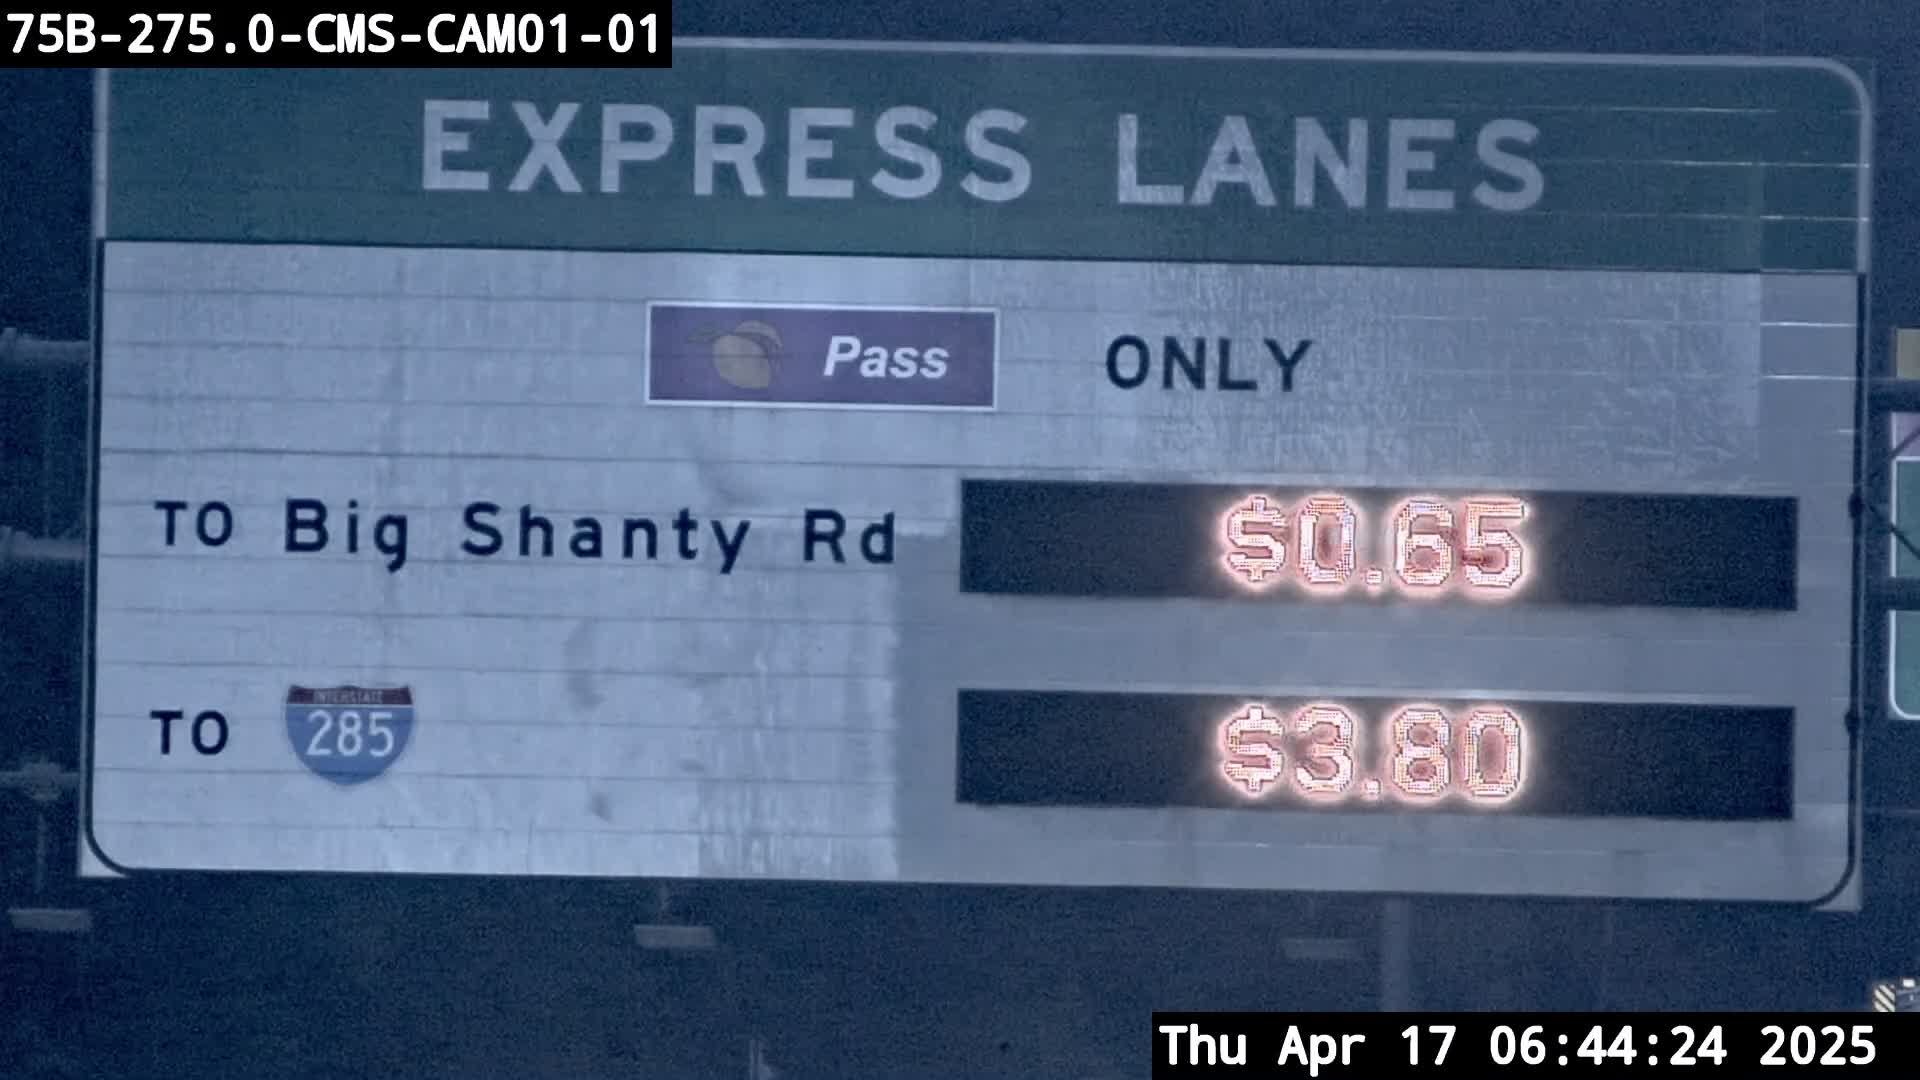 75B-275.0-CMS-CAM01-01
EXPRESS LANES
Pass ONLY
TO Big Shanty Rd $0.65
INTERSTATE
TO 285 $3.80
Thu Apr 17 06:44:24 2025